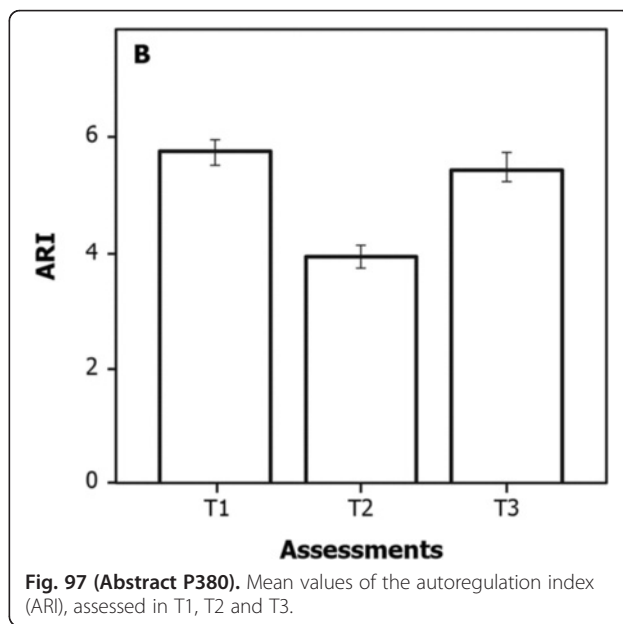 B
6
4
2
0
ARI
T1 T2 T3
Assessments
Fig. 97 (Abstract P380). Mean values of the autoregulation index
(ARI), assessed in T1, T2 and T3.